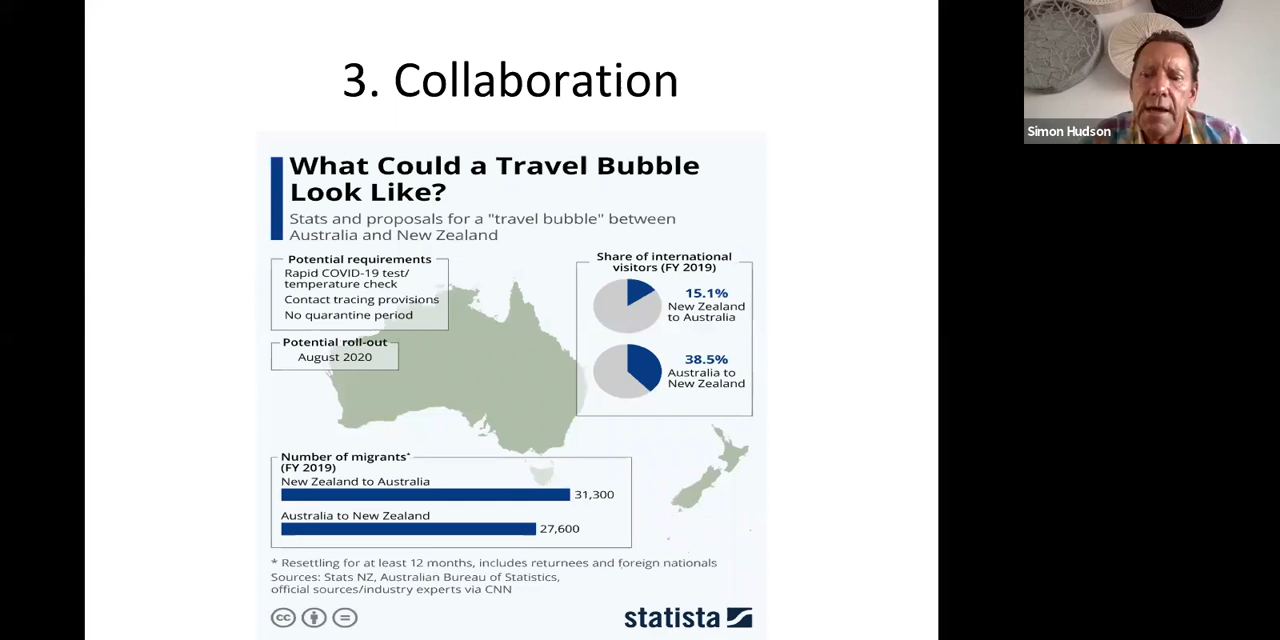 3. Collaboration
Simon Hudson
What Could a Travel Bubble
Look Like?
Stats and proposals for a "travel bubble" between
Australia and New Zealand
Potential requirements
Rapid COVID-19 test/
temperature check
Contact tracing provisions
No quarantine period
Potential roll-out
August 2020
Share of international
visitors (FY 2019)
15.1%
New Zealand
to Australia
38.5%
Australia to
New Zealand
Number of migrants*
(FY 2019)
New Zealand to Australia
31,300
Australia to New Zealand
27,600
* Resettling for at least 12 months, includes returnees and foreign nationals
Sources: Stats NZ, Australian Bureau of Statistics,
official sources/industry experts via CNN
cc
statista